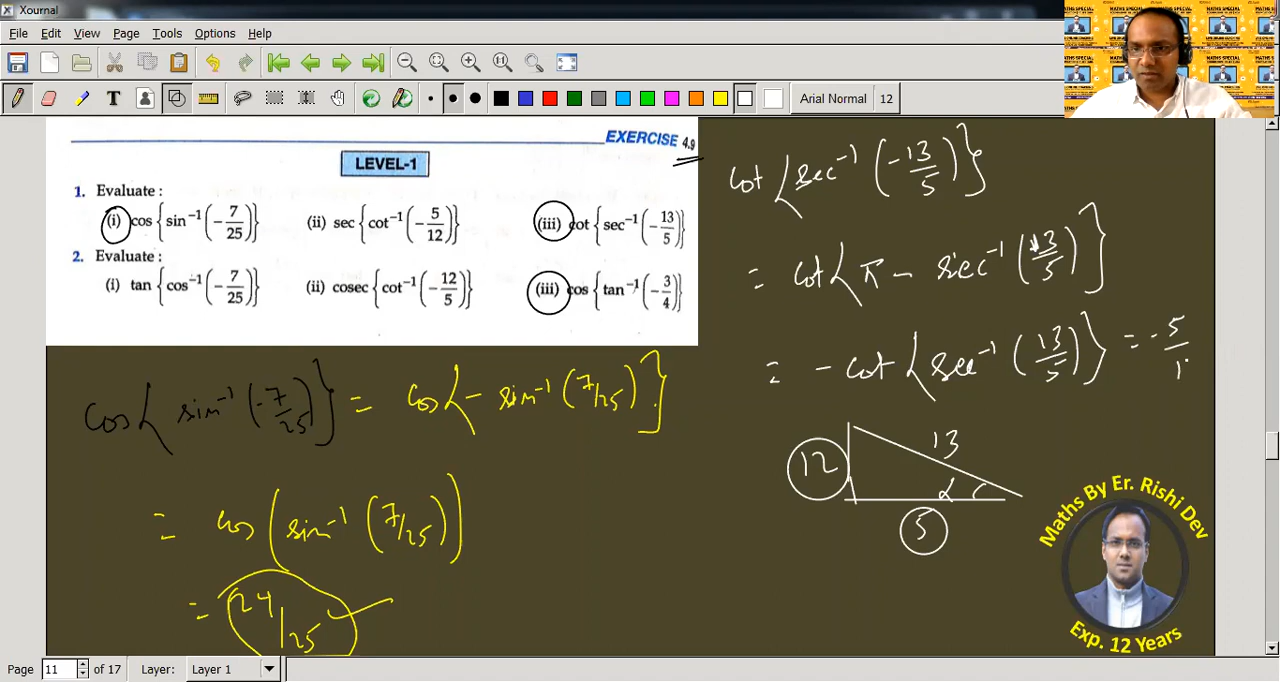 Xournal
File Edit View Page Tools Options Help
Arial Normal 12
EXERCISE 4.9
LEVEL-1
1. Evaluate :
(i) cos {sin⁻¹(-7/25)} (ii) sec {cot⁻¹(-5/12)} (iii) cot {sec⁻¹(-13/5)}
2. Evaluate :
(i) tan {cos⁻¹(-7/25)} (ii) cosec {cot⁻¹(-12/5)} (iii) cos {tan⁻¹(-3/4)}
cos{sin⁻¹(-7/25)} = cos{-sin⁻¹(7/25)}
= cos(sin⁻¹(7/25))
= 24/25
cot{sec⁻¹(-13/5)}
= cot{π - sec⁻¹(13/5)}
= -cot{sec⁻¹(13/5)} = -5/1
12 13 α
5
Maths By Er. Rishi Dev
Exp. 12 Years
Page 11 of 17 Layer: Layer 1